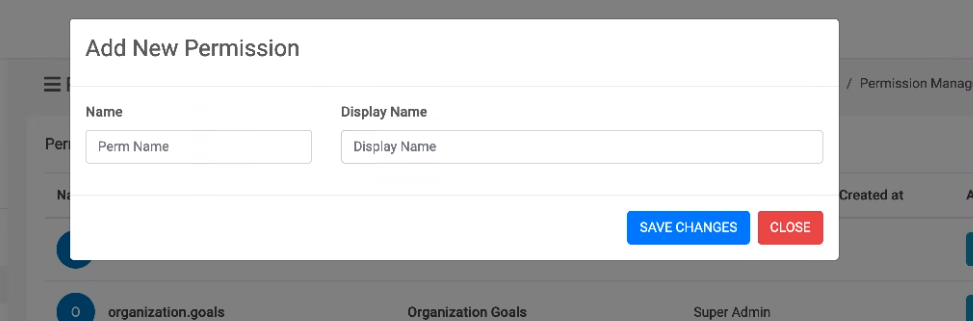 Add New Permission
/ Permission Manag
Name
Display Name
Perm Name
Display Name
Per
Na
Created at
A
SAVE CHANGES
CLOSE
O
organization.goals
Organization Goals
Super Admin